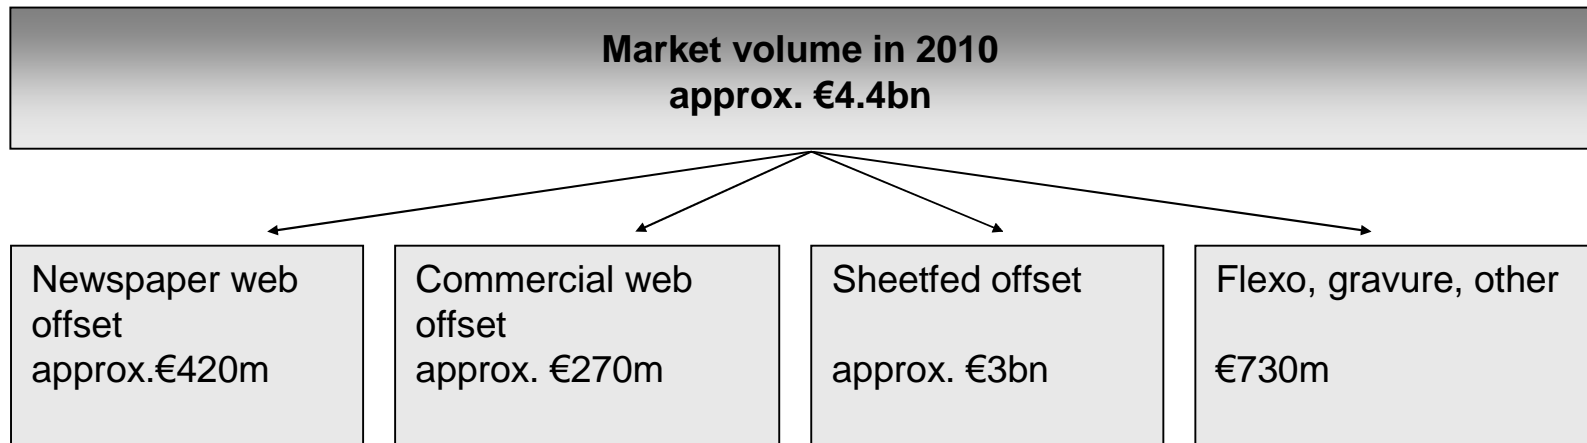 Market volume in 2010
approx. €4.4bn
Newspaper web
offset
approx.€420m
Commercial web
offset
approx. €270m
Sheetfed offset
approx. €3bn
Flexo, gravure, other
€730m